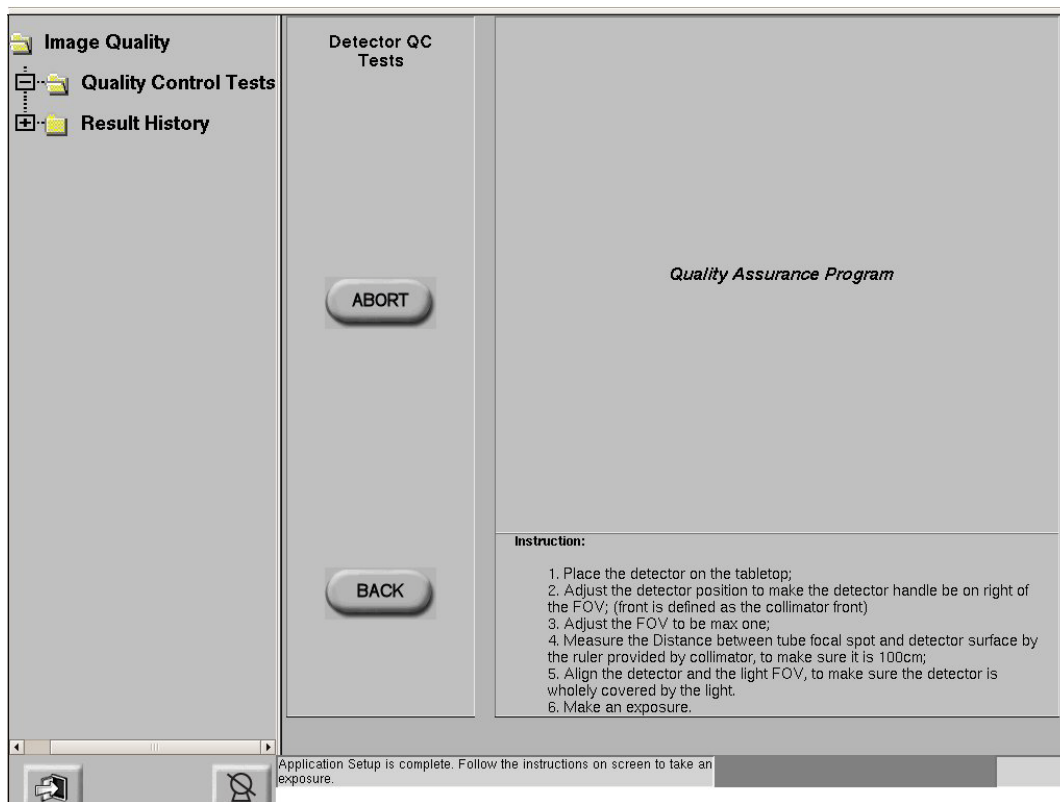 Image Quality
Quality Control Tests
Result History
Detector QC
Tests
ABORT
BACK
Quality Assurance Program
Instruction:
1. Place the detector on the tabletop;
2. Adjust the detector position to make the detector handle be on right of
the FOV; (front is defined as the collimator front)
3. Adjust the FOV to be max one;
4. Measure the Distance between tube focal spot and detector surface by
the ruler provided by collimator, to make sure it is 100cm;
5. Align the detector and the light FOV, to make sure the detector is
wholely covered by the light.
6. Make an exposure.
Application Setup is complete. Follow the instructions on screen to take an
exposure.